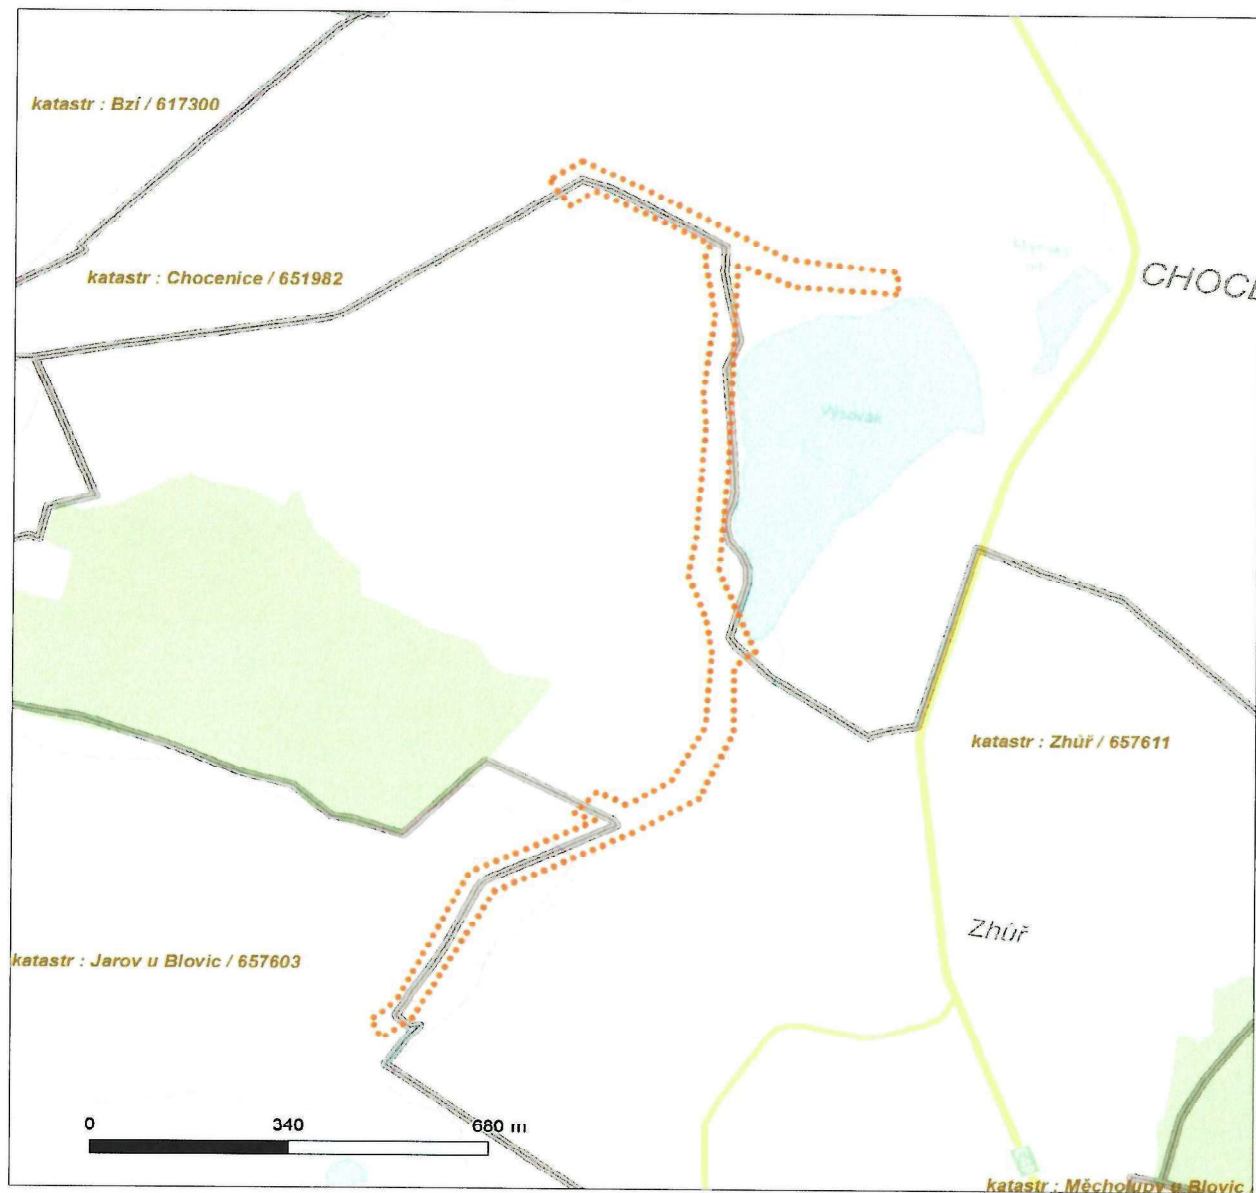 katastr : Bzí / 617300
katastr : Chocenice / 651982
CHOCE
katastr : Zhůř / 657611
Zhůř
katastr : Jarov u Blovic / 657603
0 340 680 m
katastr : Měcholupy u Blovic